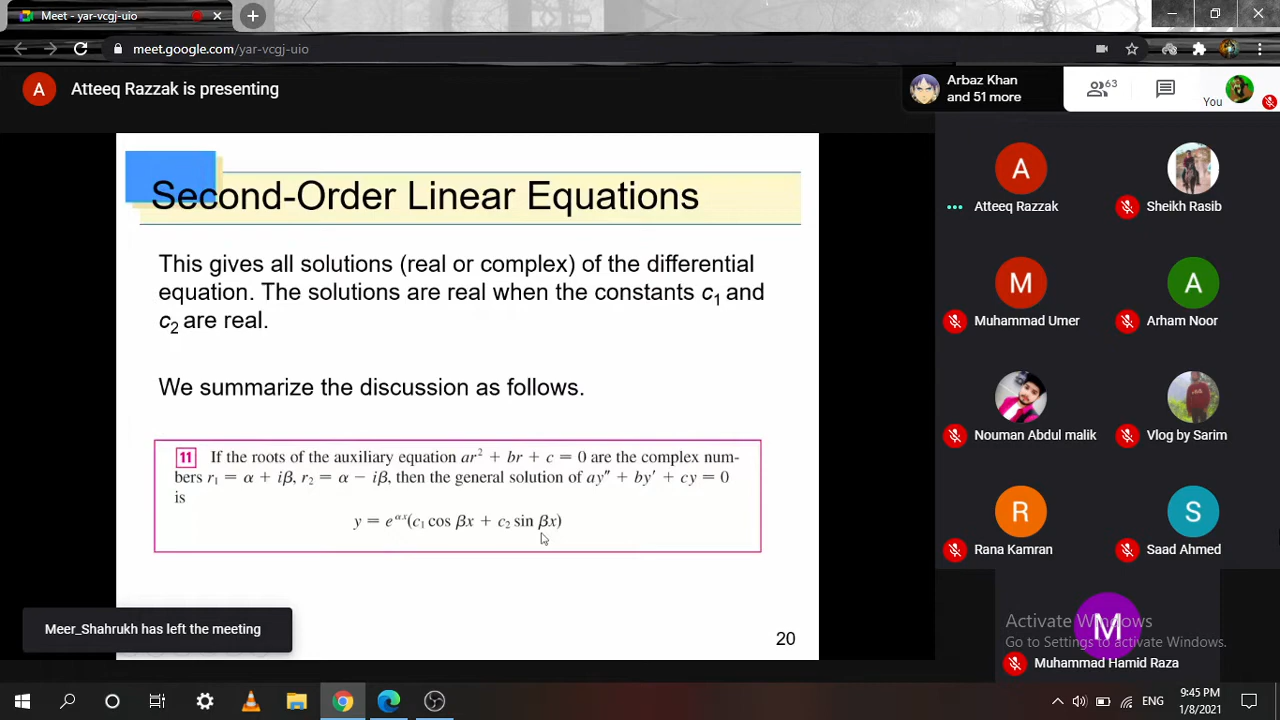 Meet - yar-vcgj-uio
meet.google.com/yar-vcgj-uio
A
Atteeq Razzak is presenting
Arbaz Khan
and 51 more
63
You
Second-Order Linear Equations
This gives all solutions (real or complex) of the differential
equation. The solutions are real when the constants c₁ and
c₂ are real.
We summarize the discussion as follows.
11 If the roots of the auxiliary equation ar² + br + c = 0 are the complex num-
bers r₁ = α + iβ, r₂ = α − iβ, then the general solution of ay″ + by′ + cy = 0
is
y = e^{αx}(c₁ cos βx + c₂ sin βx)
20
Meer_Shahrukh has left the meeting
A
Atteeq Razzak
Sheikh Rasib
M
Muhammad Umer
A
Arham Noor
Nouman Abdul malik
Vlog by Sarim
R
Rana Kamran
S
Saad Ahmed
M
Muhammad Hamid Raza
Activate Windows
Go to Settings to activate Windows.
ENG
9:45 PM
1/8/2021